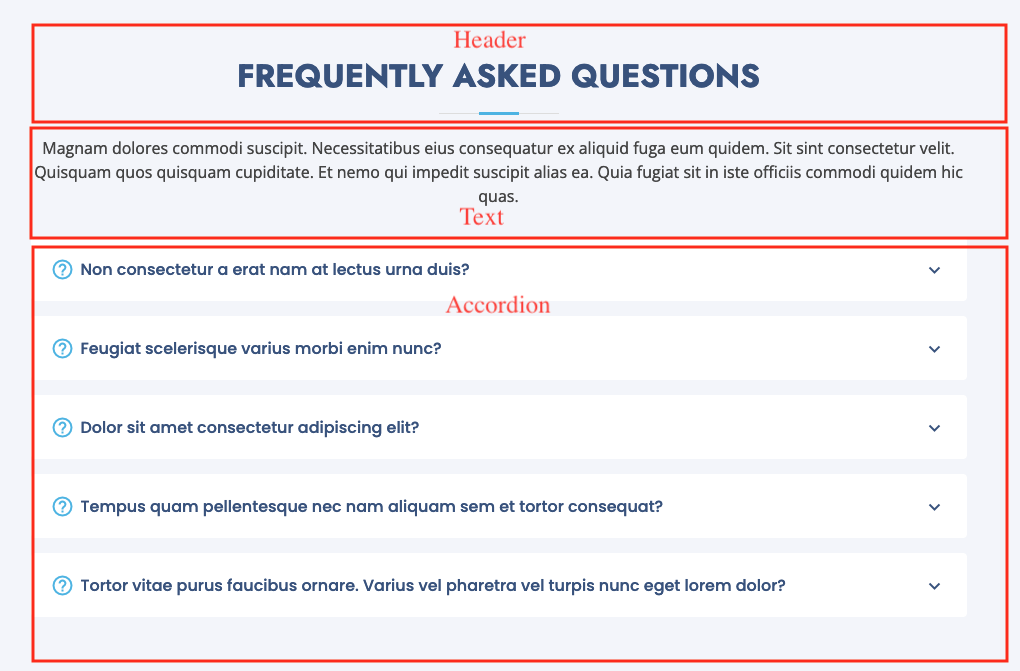 Header
FREQUENTLY ASKED QUESTIONS
Magnam dolores commodi suscipit. Necessitatibus eius consequatur ex aliquid fuga eum quidem. Sit sint consectetur velit.
Quisquam quos quisquam cupiditate. Et nemo qui impedit suscipit alias ea. Quia fugiat sit in iste officiis commodi quidem hic
quas.
Text
Non consectetur a erat nam at lectus urna duis?
Accordion
Feugiat scelerisque varius morbi enim nunc?
Dolor sit amet consectetur adipiscing elit?
Tempus quam pellentesque nec nam aliquam sem et tortor consequat?
Tortor vitae purus faucibus ornare. Varius vel pharetra vel turpis nunc eget lorem dolor?